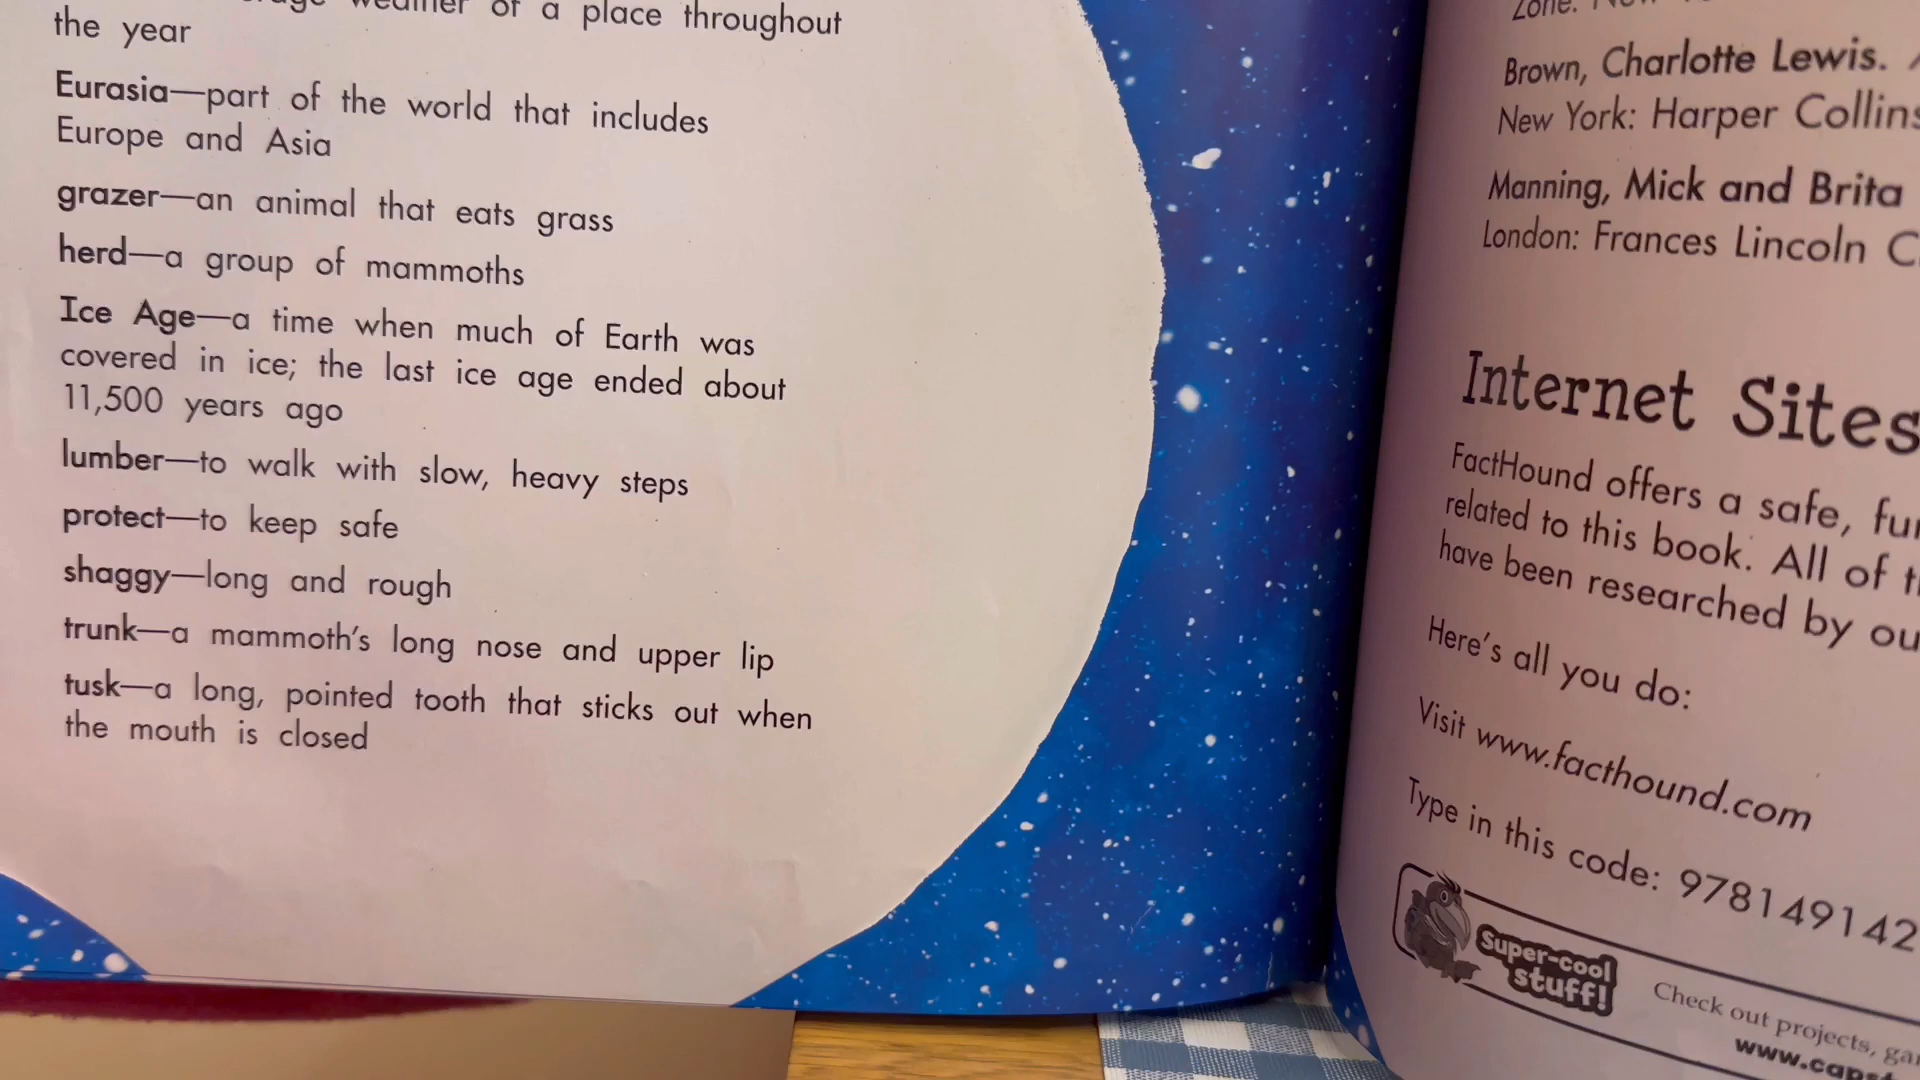 weather of a place throughout
the year
Eurasia—part of the world that includes
Europe and Asia
grazer—an animal that eats grass
herd—a group of mammoths
Ice Age—a time when much of Earth was
covered in ice; the last ice age ended about
11,500 years ago
lumber—to walk with slow, heavy steps
protect—to keep safe
shaggy—long and rough
trunk—a mammoth's long nose and upper lip
tusk—a long, pointed tooth that sticks out when
the mouth is closed
Zone.
Brown, Charlotte Lewis.
New York: Harper Collins
Manning, Mick and Brita
London: Frances Lincoln
Internet Sites
FactHound offers a safe,
related to this book. All of
have been researched by
Here's all you do:
Visit www.facthound.com
Type in this code: 978149142
Super-cool
stuff!
Check out projects,